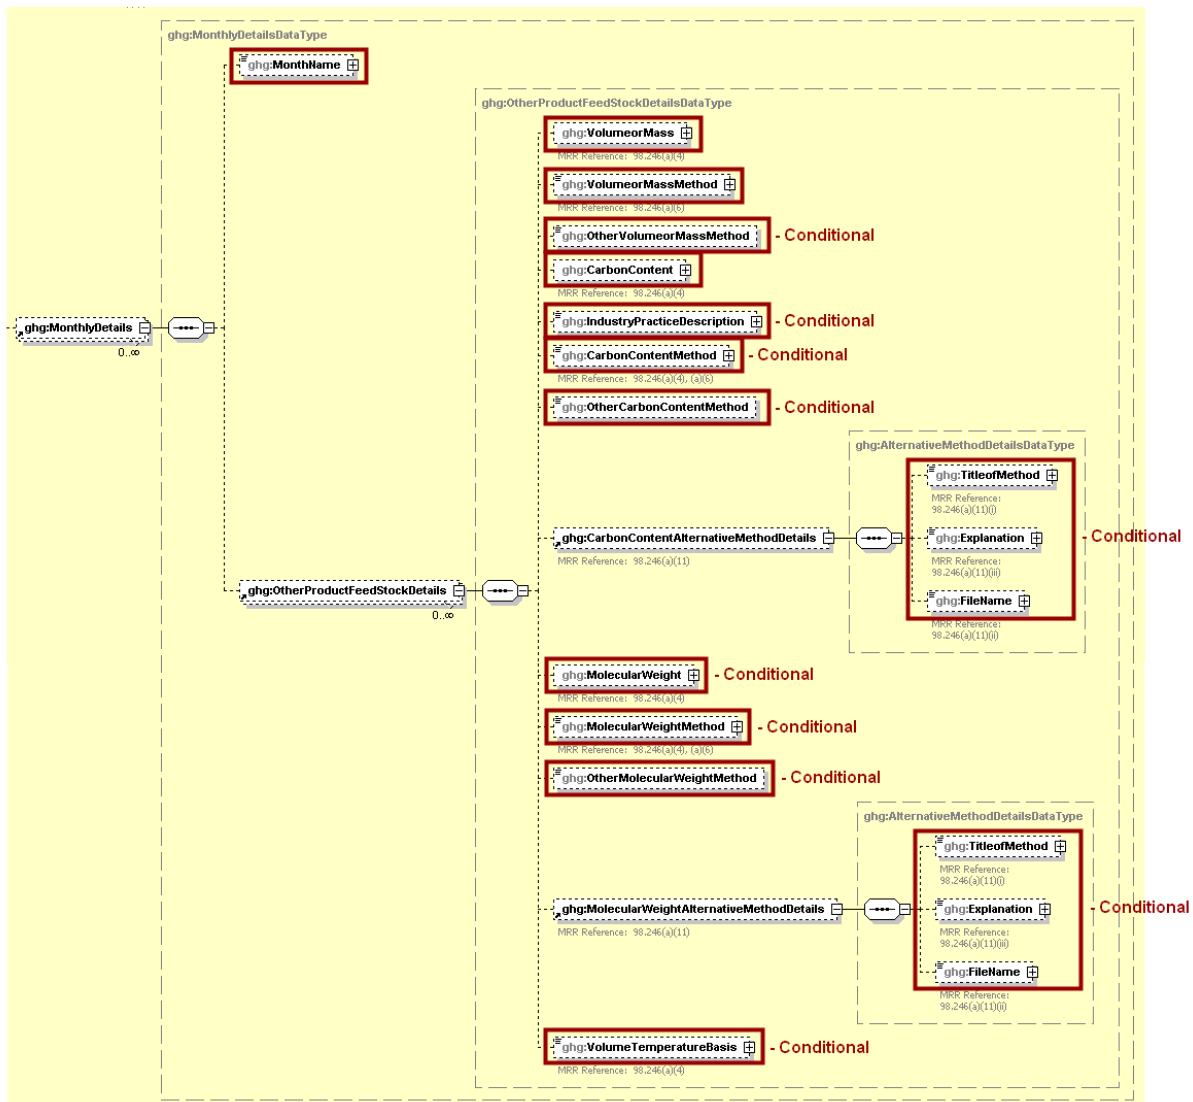 ghg:MonthlyDetailsDataType
ghg:MonthName
ghg:OtherProductFeedStockDetailsDataType
ghg:VolumeorMass
MRR Reference: 98.246(a)(4)
ghg:VolumeorMassMethod
MRR Reference: 98.246(a)(6)
ghg:OtherVolumeorMassMethod - Conditional
ghg:CarbonContent
MRR Reference: 98.246(a)(4)
ghg:IndustryPracticeDescription - Conditional
ghg:MonthlyDetails
0..∞
ghg:CarbonContentMethod - Conditional
MRR Reference: 98.246(a)(4), (a)(6)
ghg:OtherCarbonContentMethod - Conditional
ghg:AlternativeMethodDetailsDataType
ghg:TitleofMethod
MRR Reference:
98.246(a)(11)(i)
ghg:CarbonContentAlternativeMethodDetails
MRR Reference: 98.246(a)(11)
ghg:Explanation - Conditional
MRR Reference:
98.246(a)(11)(iii)
ghg:FileName
MRR Reference:
98.246(a)(11)(ii)
ghg:OtherProductFeedStockDetails
0..∞
ghg:MolecularWeight - Conditional
MRR Reference: 98.246(a)(4)
ghg:MolecularWeightMethod - Conditional
MRR Reference: 98.246(a)(4), (a)(6)
ghg:OtherMolecularWeightMethod - Conditional
ghg:AlternativeMethodDetailsDataType
ghg:TitleofMethod
MRR Reference:
98.246(a)(11)(i)
ghg:MolecularWeightAlternativeMethodDetails
MRR Reference: 98.246(a)(11)
ghg:Explanation - Conditional
MRR Reference:
98.246(a)(11)(iii)
ghg:FileName
MRR Reference:
98.246(a)(11)(ii)
ghg:VolumeTemperatureBasis - Conditional
MRR Reference: 98.246(a)(4)